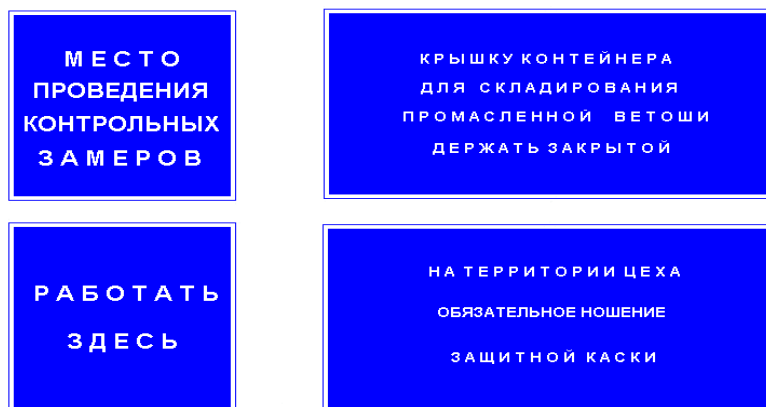 МЕСТО
ПРОВЕДЕНИЯ
КОНТРОЛЬНЫХ
ЗАМЕРОВ
КРЫШКУ КОНТЕЙНЕРА
ДЛЯ СКЛАДИРОВАНИЯ
ПРОМАСЛЕННОЙ ВЕТОШИ
ДЕРЖАТЬ ЗАКРЫТОЙ
РАБОТАТЬ
ЗДЕСЬ
НА ТЕРРИТОРИИ ЦЕХА
ОБЯЗАТЕЛЬНОЕ НОШЕНИЕ
ЗАЩИТНОЙ КАСКИ